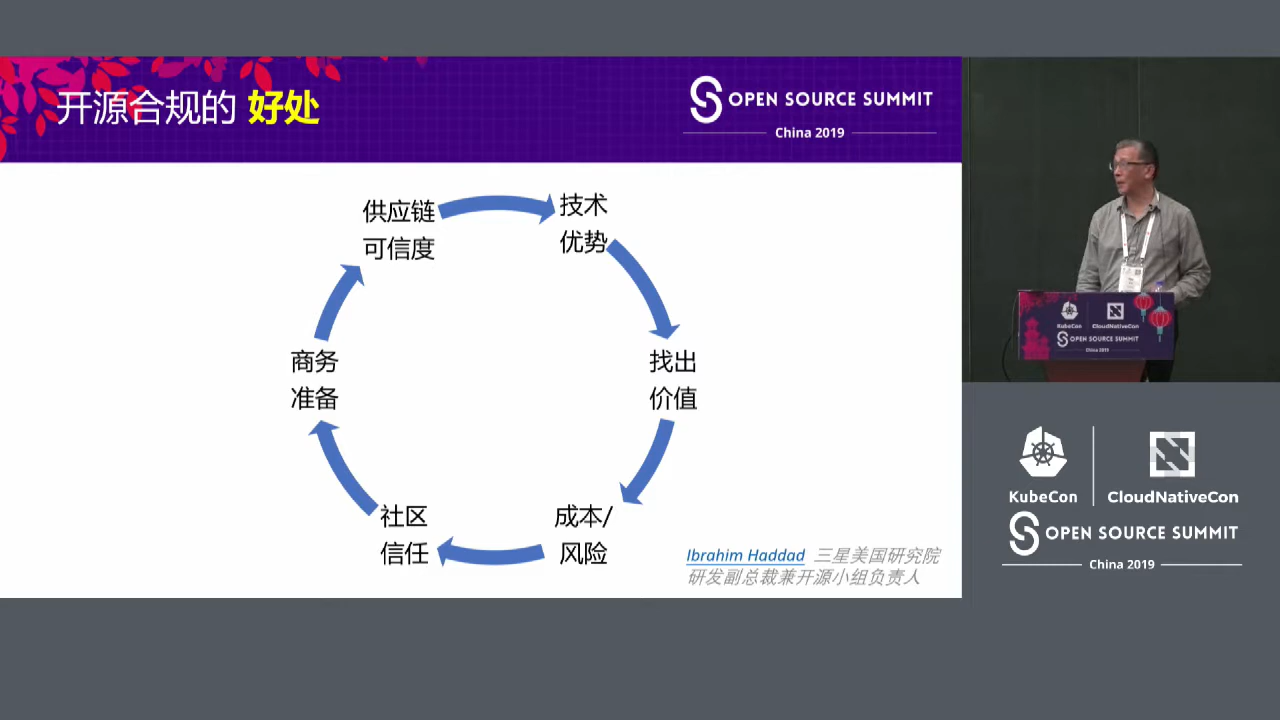 开源合规的 好处
OPEN SOURCE SUMMIT
China 2019
供应链
可信度
技术
优势
找出
价值
成本/
风险
社区
信任
商务
准备
Ibrahim Haddad 三星美国研究院
研发副总裁兼开源小组负责人
KubeCon
CloudNativeCon
OPEN SOURCE SUMMIT
China 2019
KubeCon
CloudNativeCon
OPEN SOURCE SUMMIT
China 2019